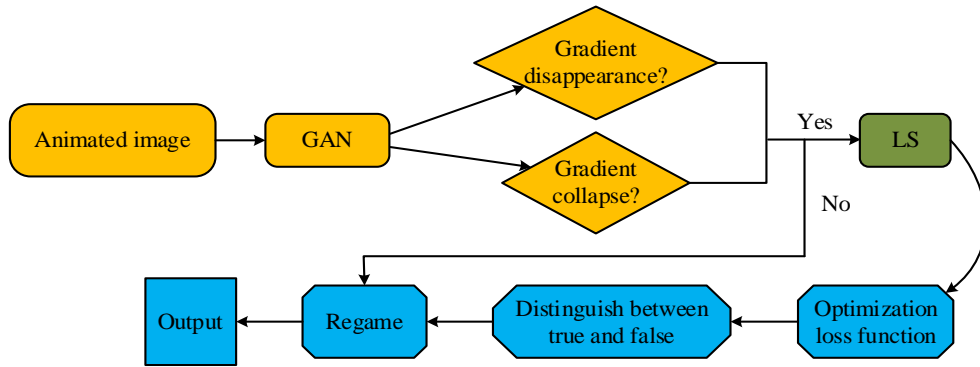 Gradient
disappearance?
Animated image
GAN
Yes
LS
Gradient
collapse?
No
Output
Regame
Distinguish between
true and false
Optimization
loss function